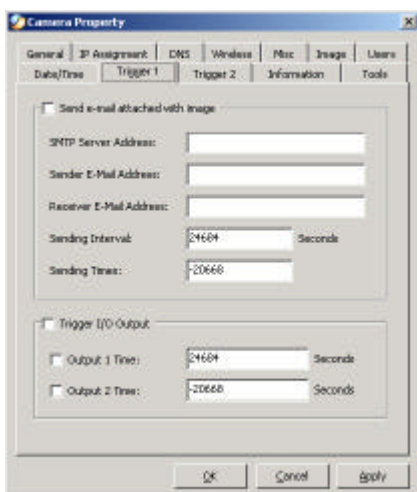 Camera Property
General IP Assignment DNS Wireless Misc Image Users
Date/Time Trigger 1 Trigger 2 Information Tools
Send e-mail attached with image
SMTP Server Address:
Sender E-Mail Address:
Receiver E-Mail Address:
Sending Interval: 24684 Seconds
Sending Times: -20668
Trigger I/O Output
Output 1 Time: 24684 Seconds
Output 2 Time: -20668 Seconds
OK Cancel Apply